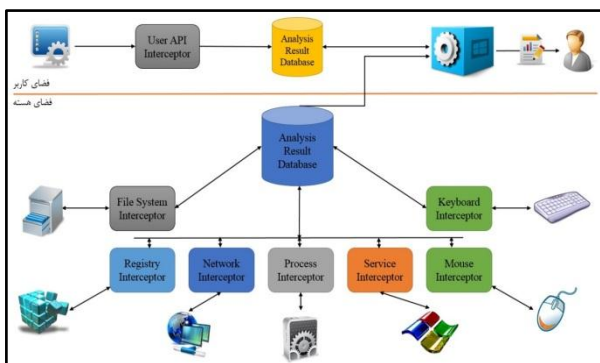 User API
Interceptor
Analysis
Result
Database
فضای کاربر
فضای هسته
Analysis
Result
Database
File System
Interceptor
Keyboard
Interceptor
Registry
Interceptor
Network
Interceptor
Process
Interceptor
Service
Interceptor
Mouse
Interceptor